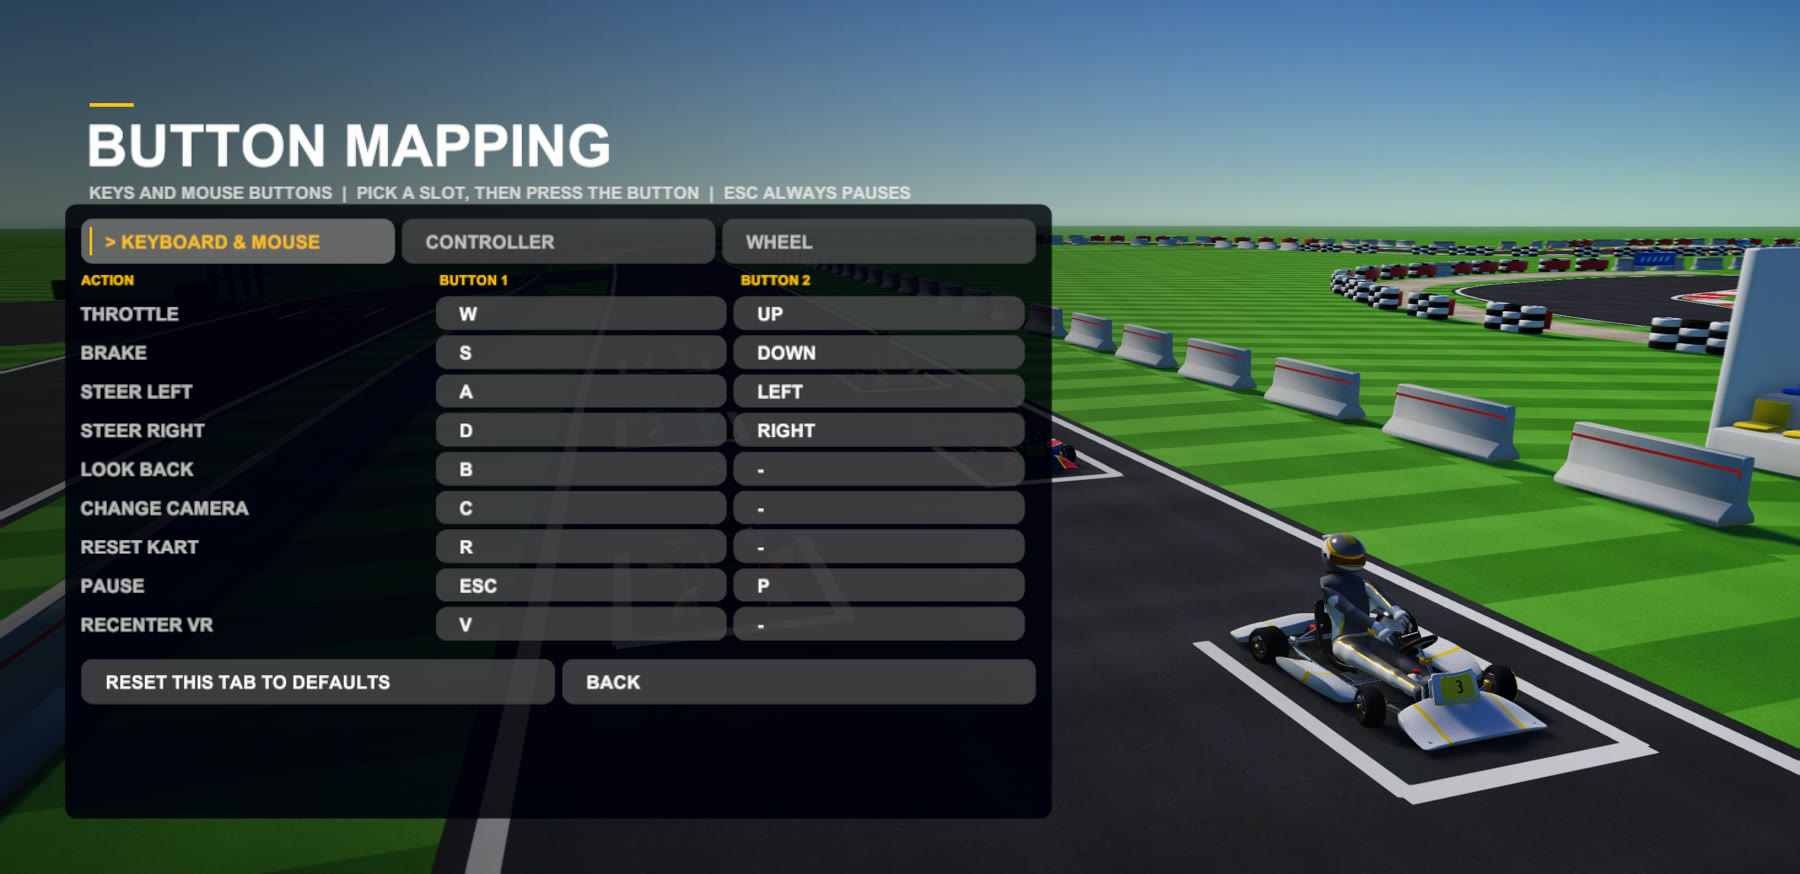 BUTTON MAPPING
KEYS AND MOUSE BUTTONS | PICK A SLOT, THEN PRESS THE BUTTON | ESC ALWAYS PAUSES
> KEYBOARD & MOUSE CONTROLLER WHEEL
ACTION BUTTON 1 BUTTON 2
THROTTLE W UP
BRAKE S DOWN
STEER LEFT A LEFT
STEER RIGHT D RIGHT
LOOK BACK B -
CHANGE CAMERA C -
RESET KART R -
PAUSE ESC P
RECENTER VR V -
RESET THIS TAB TO DEFAULTS BACK
3